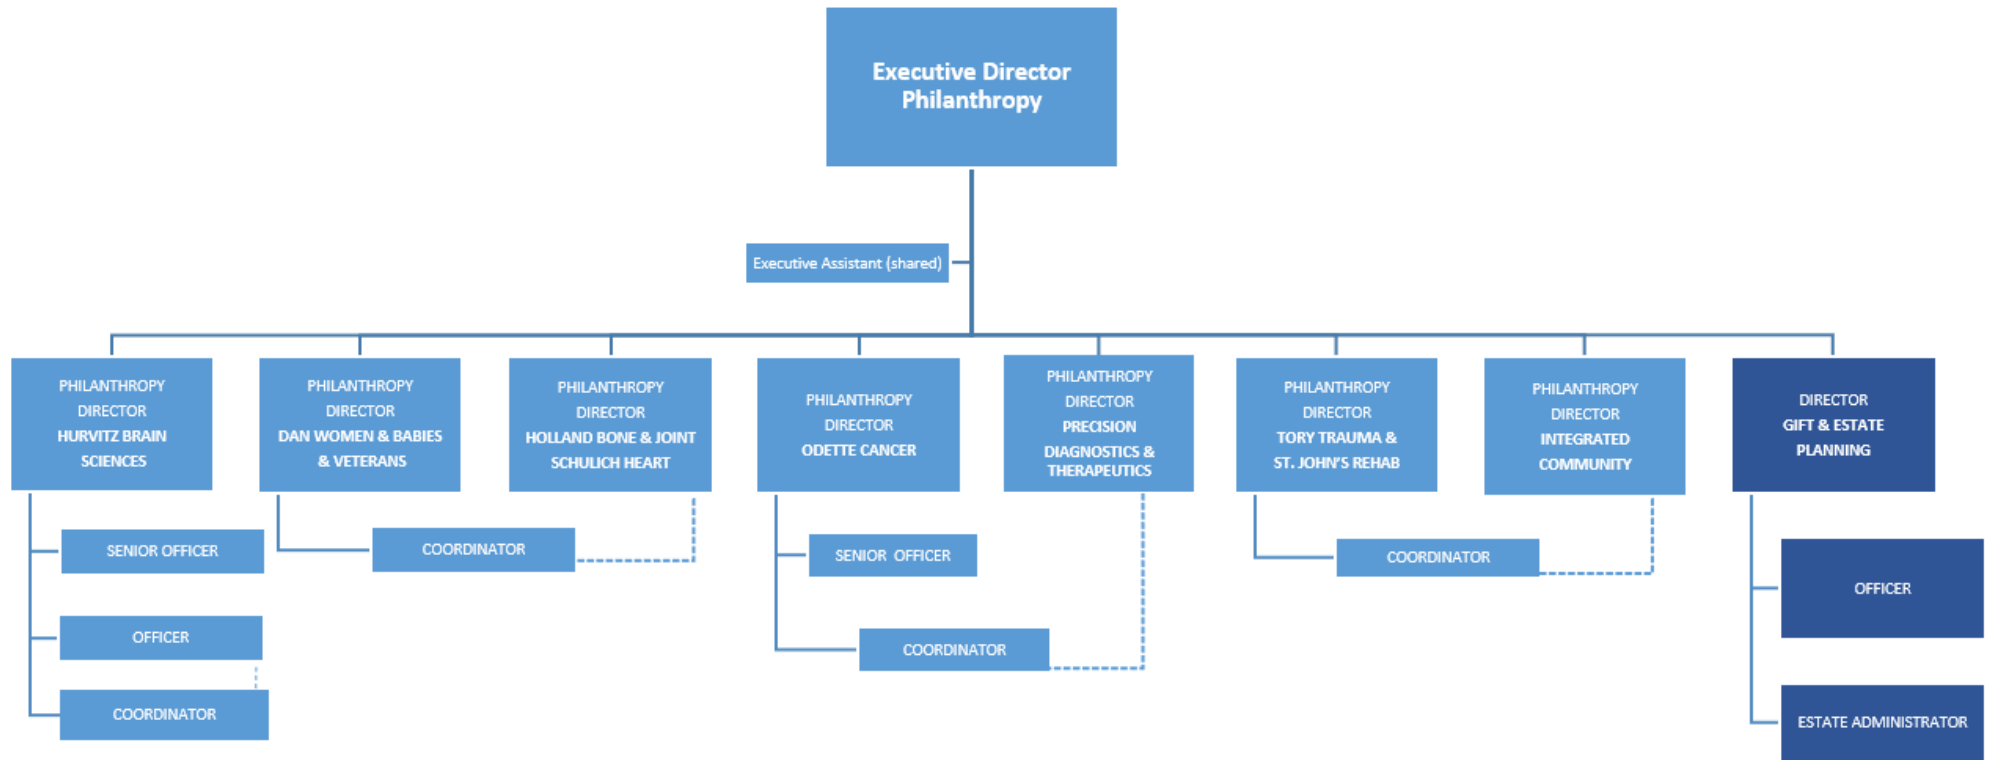 Executive Director
Philanthropy
Executive Assistant (shared)
PHILANTHROPY
DIRECTOR
HURVITZ BRAIN
SCIENCES
PHILANTHROPY
DIRECTOR
DAN WOMEN & BABIES
& VETERANS
PHILANTHROPY
DIRECTOR
HOLLAND BONE & JOINT
SCHULICH HEART
PHILANTHROPY
DIRECTOR
ODETTE CANCER
PHILANTHROPY
DIRECTOR
PRECISION
DIAGNOSTICS &
THERAPEUTICS
PHILANTHROPY
DIRECTOR
TORY TRAUMA &
ST. JOHN'S REHAB
PHILANTHROPY
DIRECTOR
INTEGRATED
COMMUNITY
DIRECTOR
GIFT & ESTATE
PLANNING
SENIOR OFFICER
OFFICER
COORDINATOR
COORDINATOR
SENIOR OFFICER
COORDINATOR
COORDINATOR
OFFICER
ESTATE ADMINISTRATOR